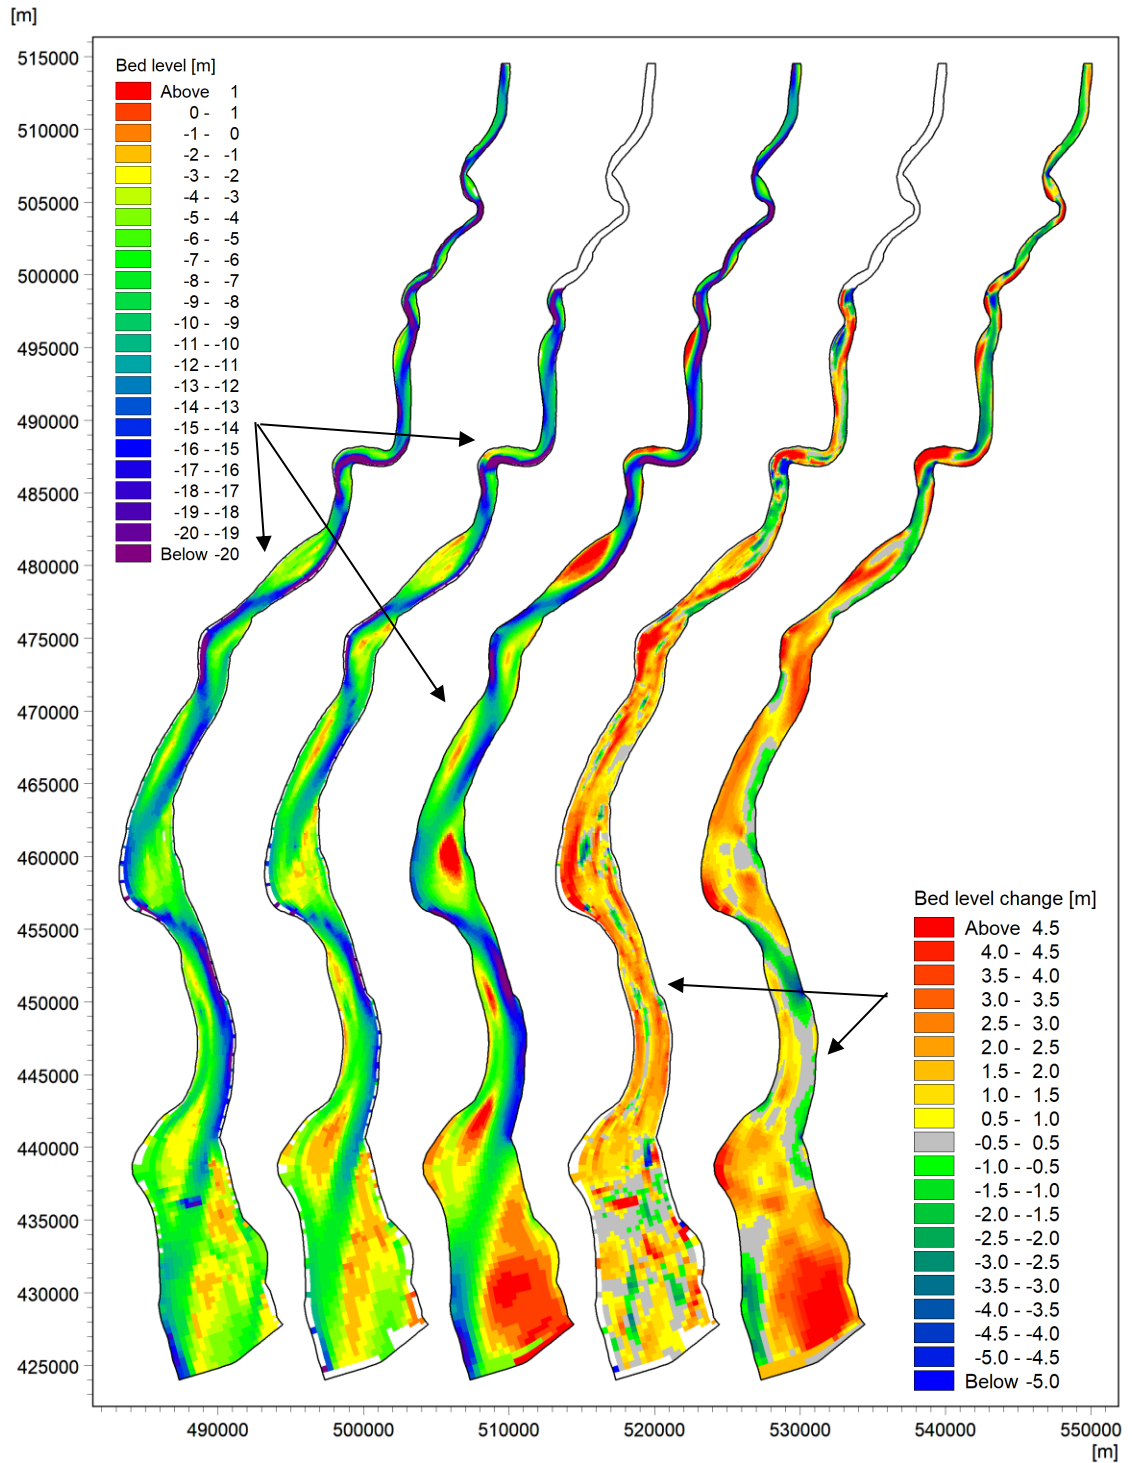 [m]
515000
510000
505000
500000
495000
490000
485000
480000
475000
470000
465000
460000
455000
450000
445000
440000
435000
430000
425000
Bed level [m]
Above 1
0 - 1
-1 - 0
-2 - -1
-3 - -2
-4 - -3
-5 - -4
-6 - -5
-7 - -6
-8 - -7
-9 - -8
-10 - -9
-11 - -10
-12 - -11
-13 - -12
-14 - -13
-15 - -14
-16 - -15
-17 - -16
-18 - -17
-19 - -18
-20 - -19
Below -20
Bed level change [m]
Above 4.5
4.0 - 4.5
3.5 - 4.0
3.0 - 3.5
2.5 - 3.0
2.0 - 2.5
1.5 - 2.0
1.0 - 1.5
0.5 - 1.0
-0.5 - 0.5
-1.0 - -0.5
-1.5 - -1.0
-2.0 - -1.5
-2.5 - -2.0
-3.0 - -2.5
-3.5 - -3.0
-4.0 - -3.5
-4.5 - -4.0
-5.0 - -4.5
Below -5.0
490000 500000 510000 520000 530000 540000 550000
[m]